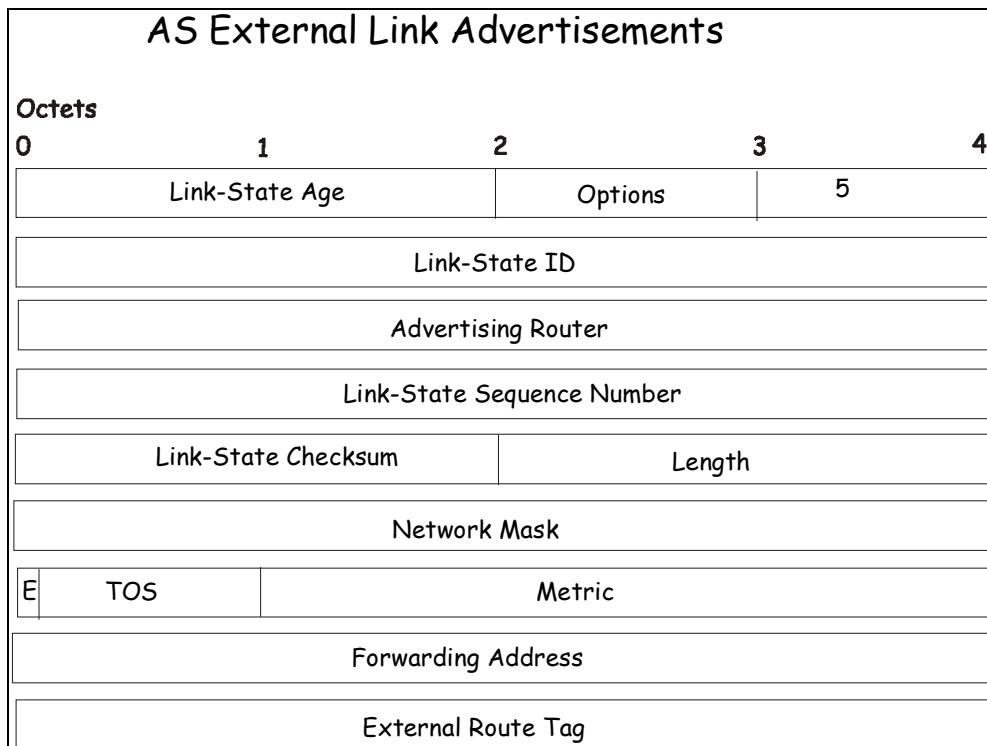 AS External Link Advertisements
Octets
0 1 2 3 4
Link-State Age Options 5
Link-State ID
Advertising Router
Link-State Sequence Number
Link-State Checksum Length
Network Mask
E TOS Metric
Forwarding Address
External Route Tag